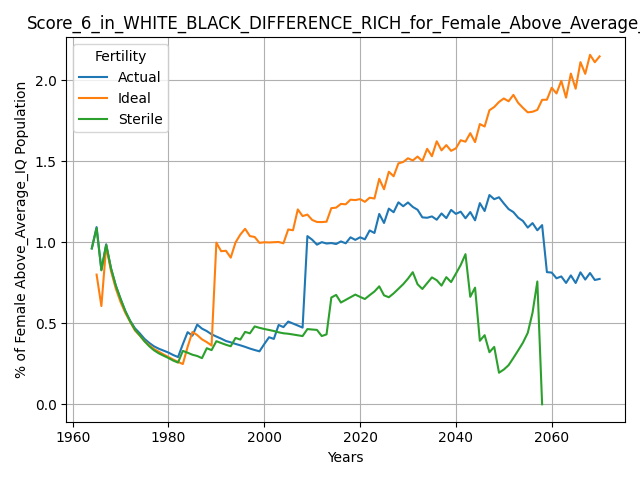 Score_6_in_WHITE_BLACK_DIFFERENCE_RICH_for_Female_Above_Average_
Fertility
Actual
Ideal
Sterile
% of Female Above_Average_IQ Population
2.0
1.5
1.0
0.5
0.0
1960 1980 2000 2020 2040 2060
Years